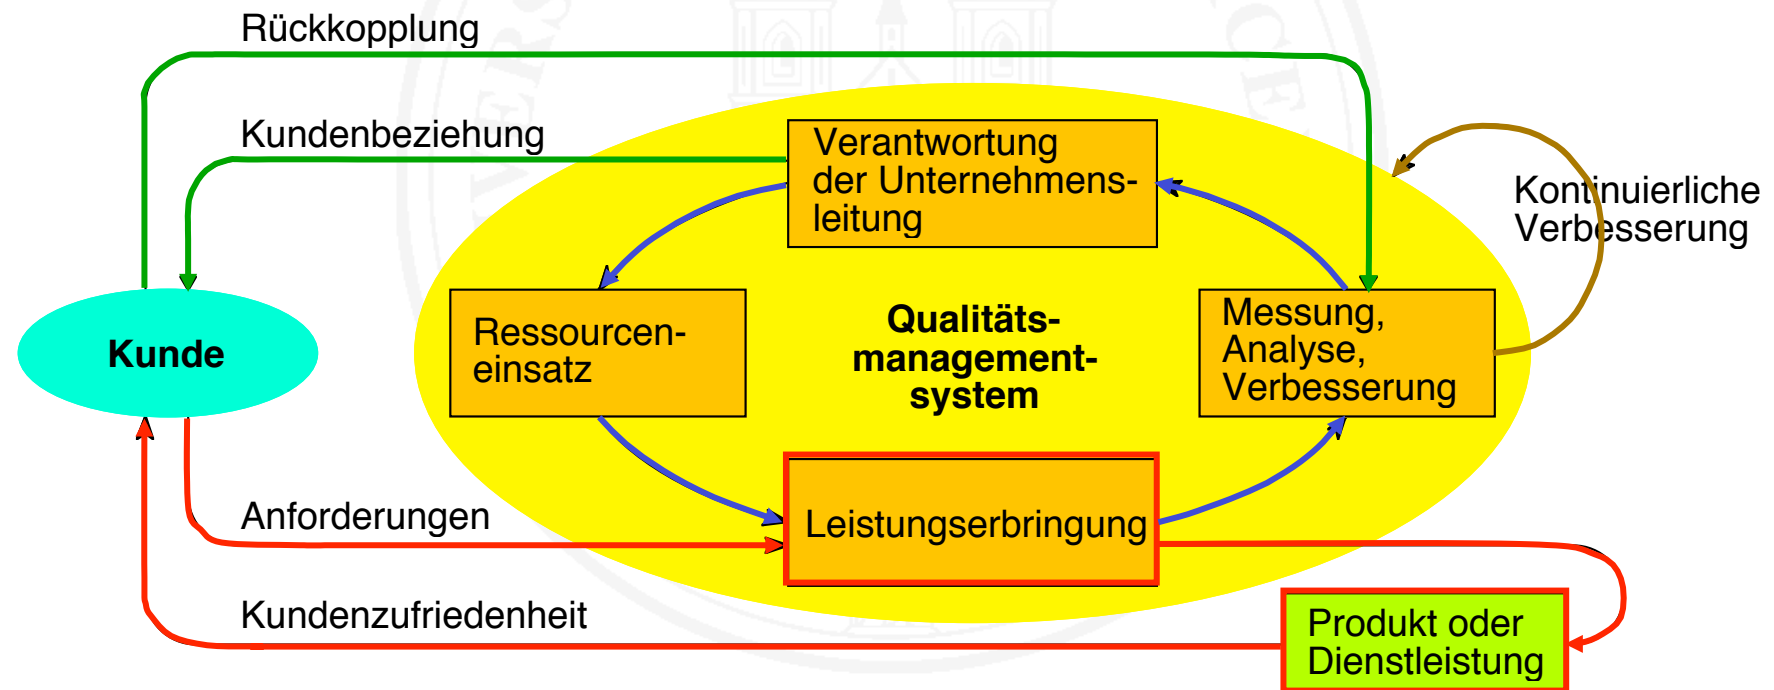 Rückkopplung
Kundenbeziehung
Verantwortung
der Unternehmens-
leitung
Kontinuierliche
Verbesserung
Kunde
Ressourcen-
einsatz
Qualitäts-
management-
system
Messung,
Analyse,
Verbesserung
Anforderungen
Leistungserbringung
Kundenzufriedenheit
Produkt oder
Dienstleistung